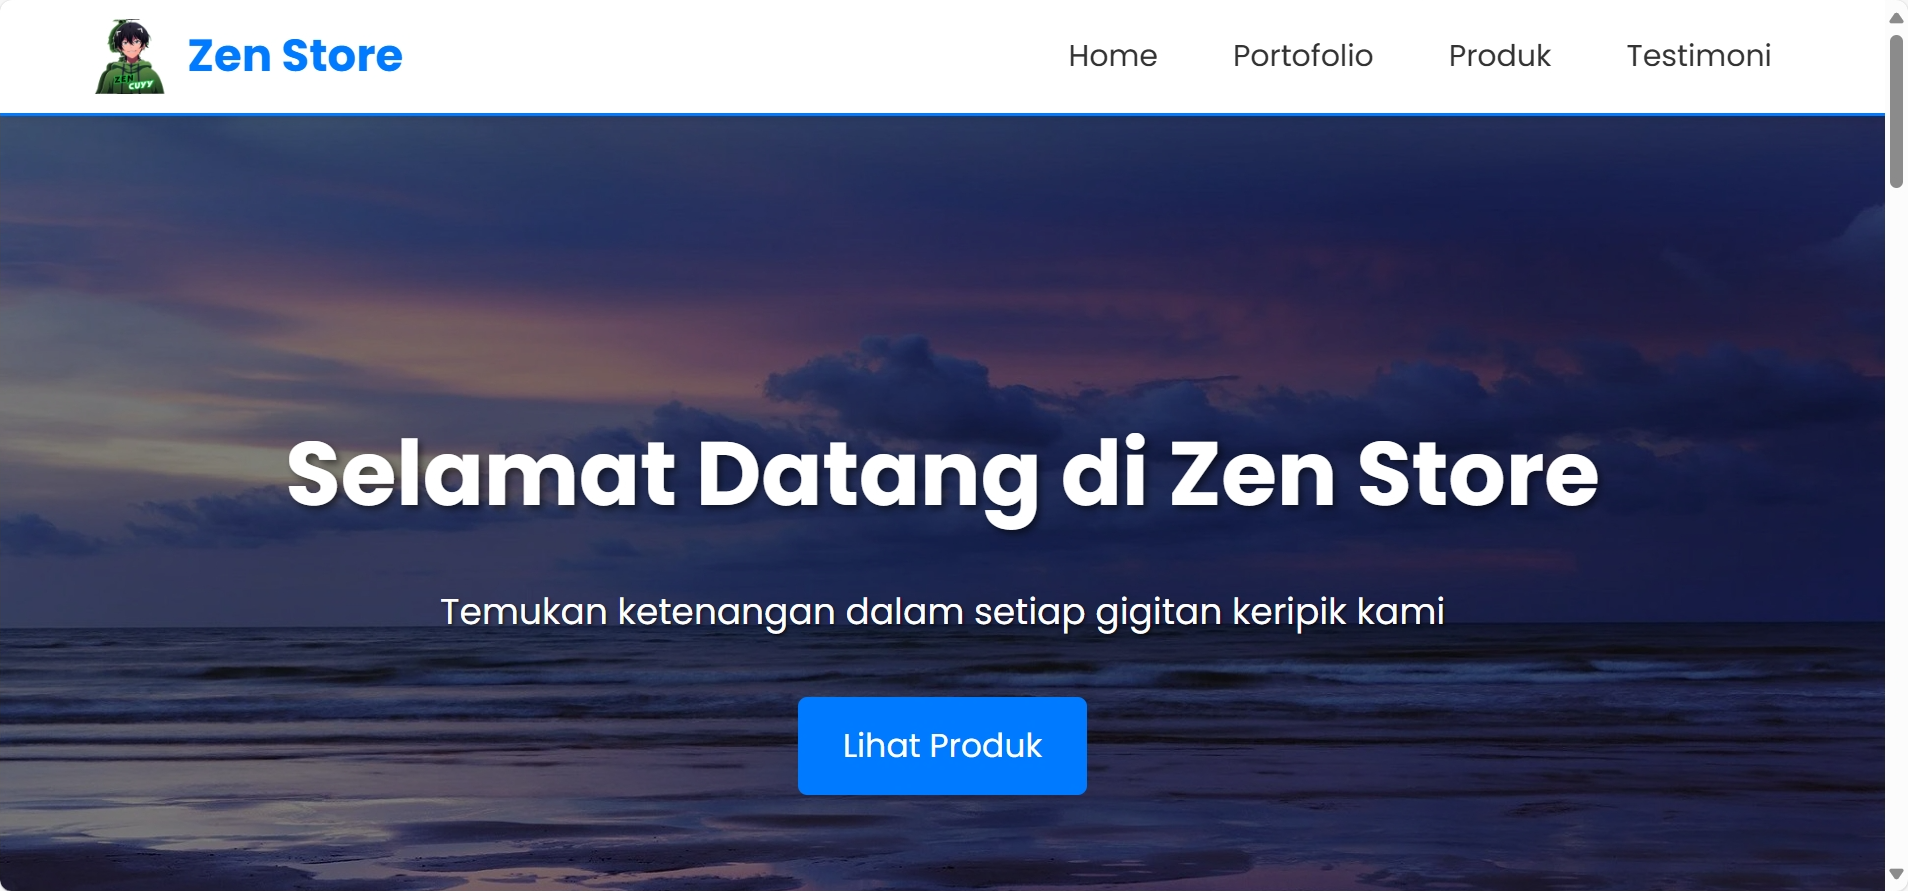 ZEN
CUYY
Zen Store
Home
Portofolio
Produk
Testimoni
Selamat Datang di Zen Store
Temukan ketenangan dalam setiap gigitan keripik kami
Lihat Produk